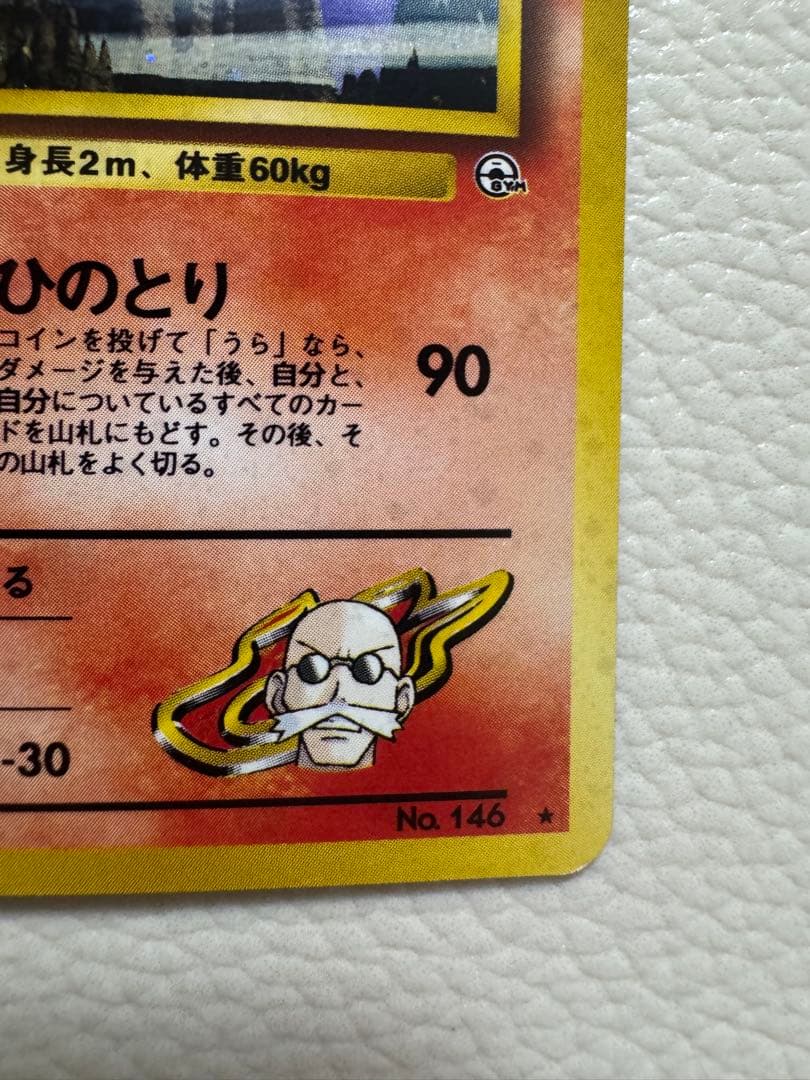 身長2m、体重60kg
GYM
ひのとり
コインを投げて「うら」なら、
ダメージを与えた後、自分と、
自分についているすべてのカー
ドを山札にもどす。その後、そ
の山札をよく切る。
90
る
-30
No. 146 ★